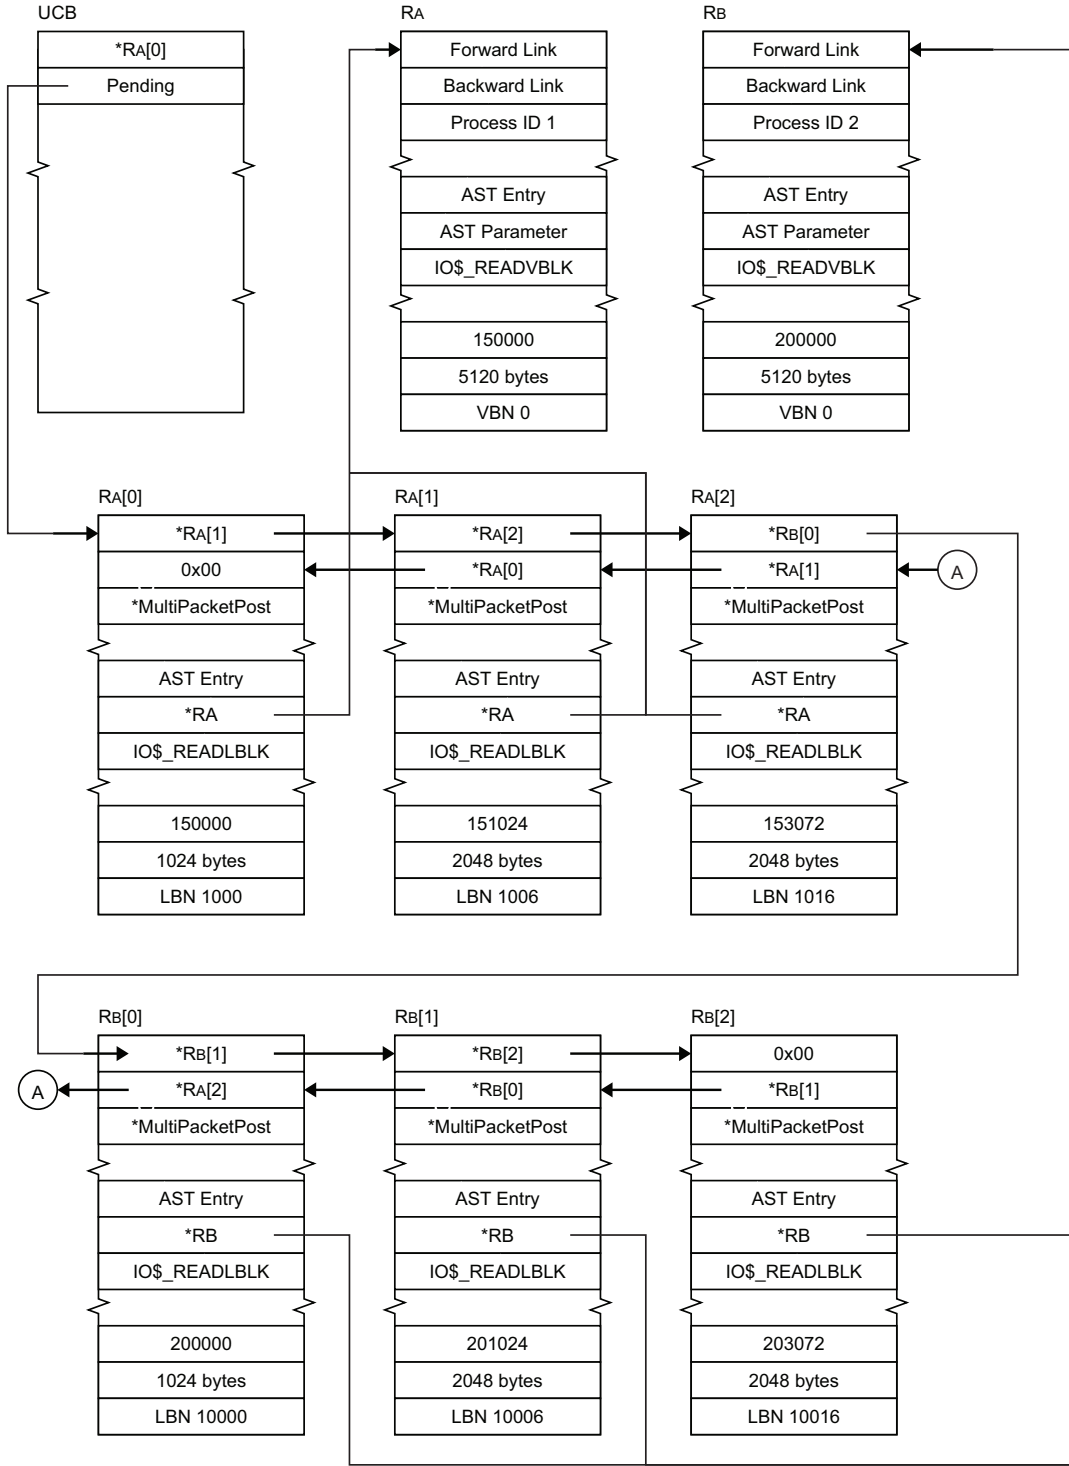 UCB
*RA[0]
Pending
RA
Forward Link
Backward Link
Process ID 1
AST Entry
AST Parameter
IO$_READVBLK
150000
5120 bytes
VBN 0
RB
Forward Link
Backward Link
Process ID 2
AST Entry
AST Parameter
IO$_READVBLK
200000
5120 bytes
VBN 0
RA[0]
*RA[1]
0x00
*MultiPacketPost
AST Entry
*RA
IO$_READLBLK
150000
1024 bytes
LBN 1000
RA[1]
*RA[2]
*RA[0]
*MultiPacketPost
AST Entry
*RA
IO$_READLBLK
151024
2048 bytes
LBN 1006
RA[2]
*RB[0]
*RA[1]
*MultiPacketPost
AST Entry
*RA
IO$_READLBLK
153072
2048 bytes
LBN 1016
A
RB[0]
*RB[1]
*RA[2]
*MultiPacketPost
AST Entry
*RB
IO$_READLBLK
200000
1024 bytes
LBN 10000
A
RB[1]
*RB[2]
*RB[0]
*MultiPacketPost
AST Entry
*RB
IO$_READLBLK
201024
2048 bytes
LBN 10006
RB[2]
0x00
*RB[1]
*MultiPacketPost
AST Entry
*RB
IO$_READLBLK
203072
2048 bytes
LBN 10016